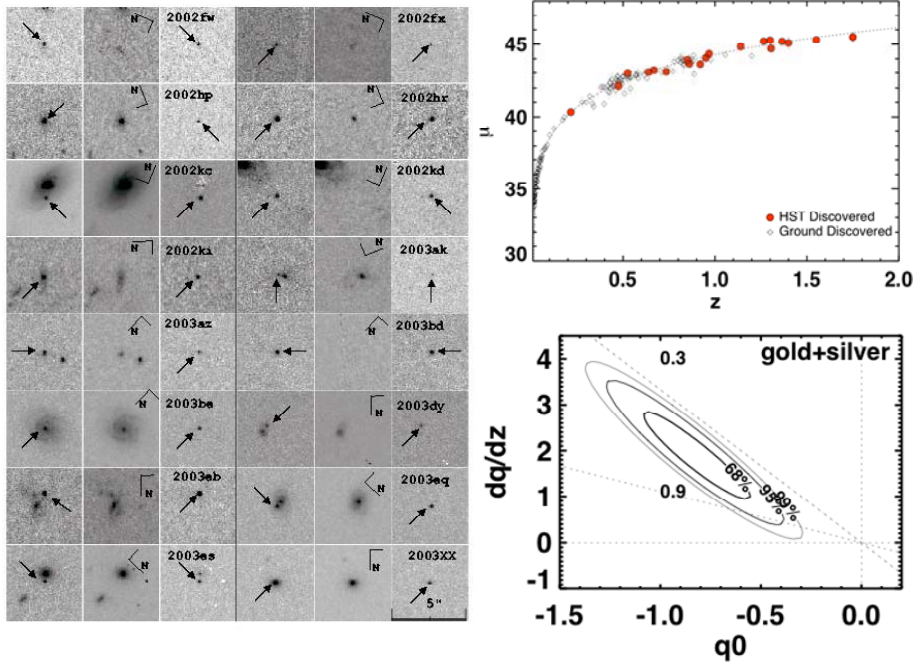 N 2002fw N 2002fx
N 2002hp N 2002hr
N 2002kc N 2002kd
N 2002ki N 2003ak
N 2003az N 2003bd
N 2003be N 2003dy
N 2003eb N 2003eq
N 2003es N 2003XX
5"
45
40
35
30
μ
0.5 1.0 1.5 2.0
z
HST Discovered
Ground Discovered
gold+silver
0.3
0.9
68%
95%
99%
4
3
2
1
0
-1
dq/dz
-1.5 -1.0 -0.5 0.0
q0